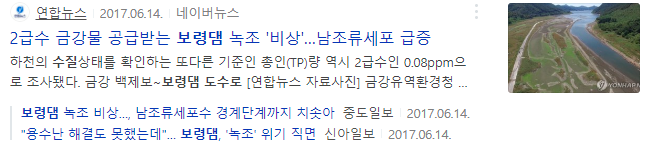 연합뉴스 2017.06.14. 네이버뉴스
2급수 금강물 공급받는 보령댐 녹조 '비상'...남조류세포 급증
하천의 수질상태를 확인하는 또다른 기준인 총인(TP)량 역시 2급수인 0.08ppm으
로 조사됐다. 금강 백제보~보령댐 도수로 [연합뉴스 자료사진] 금강유역환경청 ...
보령댐 녹조 비상..., 남조류세포수 경계단계까지 치솟아 중도일보 2017.06.14.
"용수난 해결도 못했는데"... 보령댐, '녹조' 위기 직면 신아일보 2017.06.14.